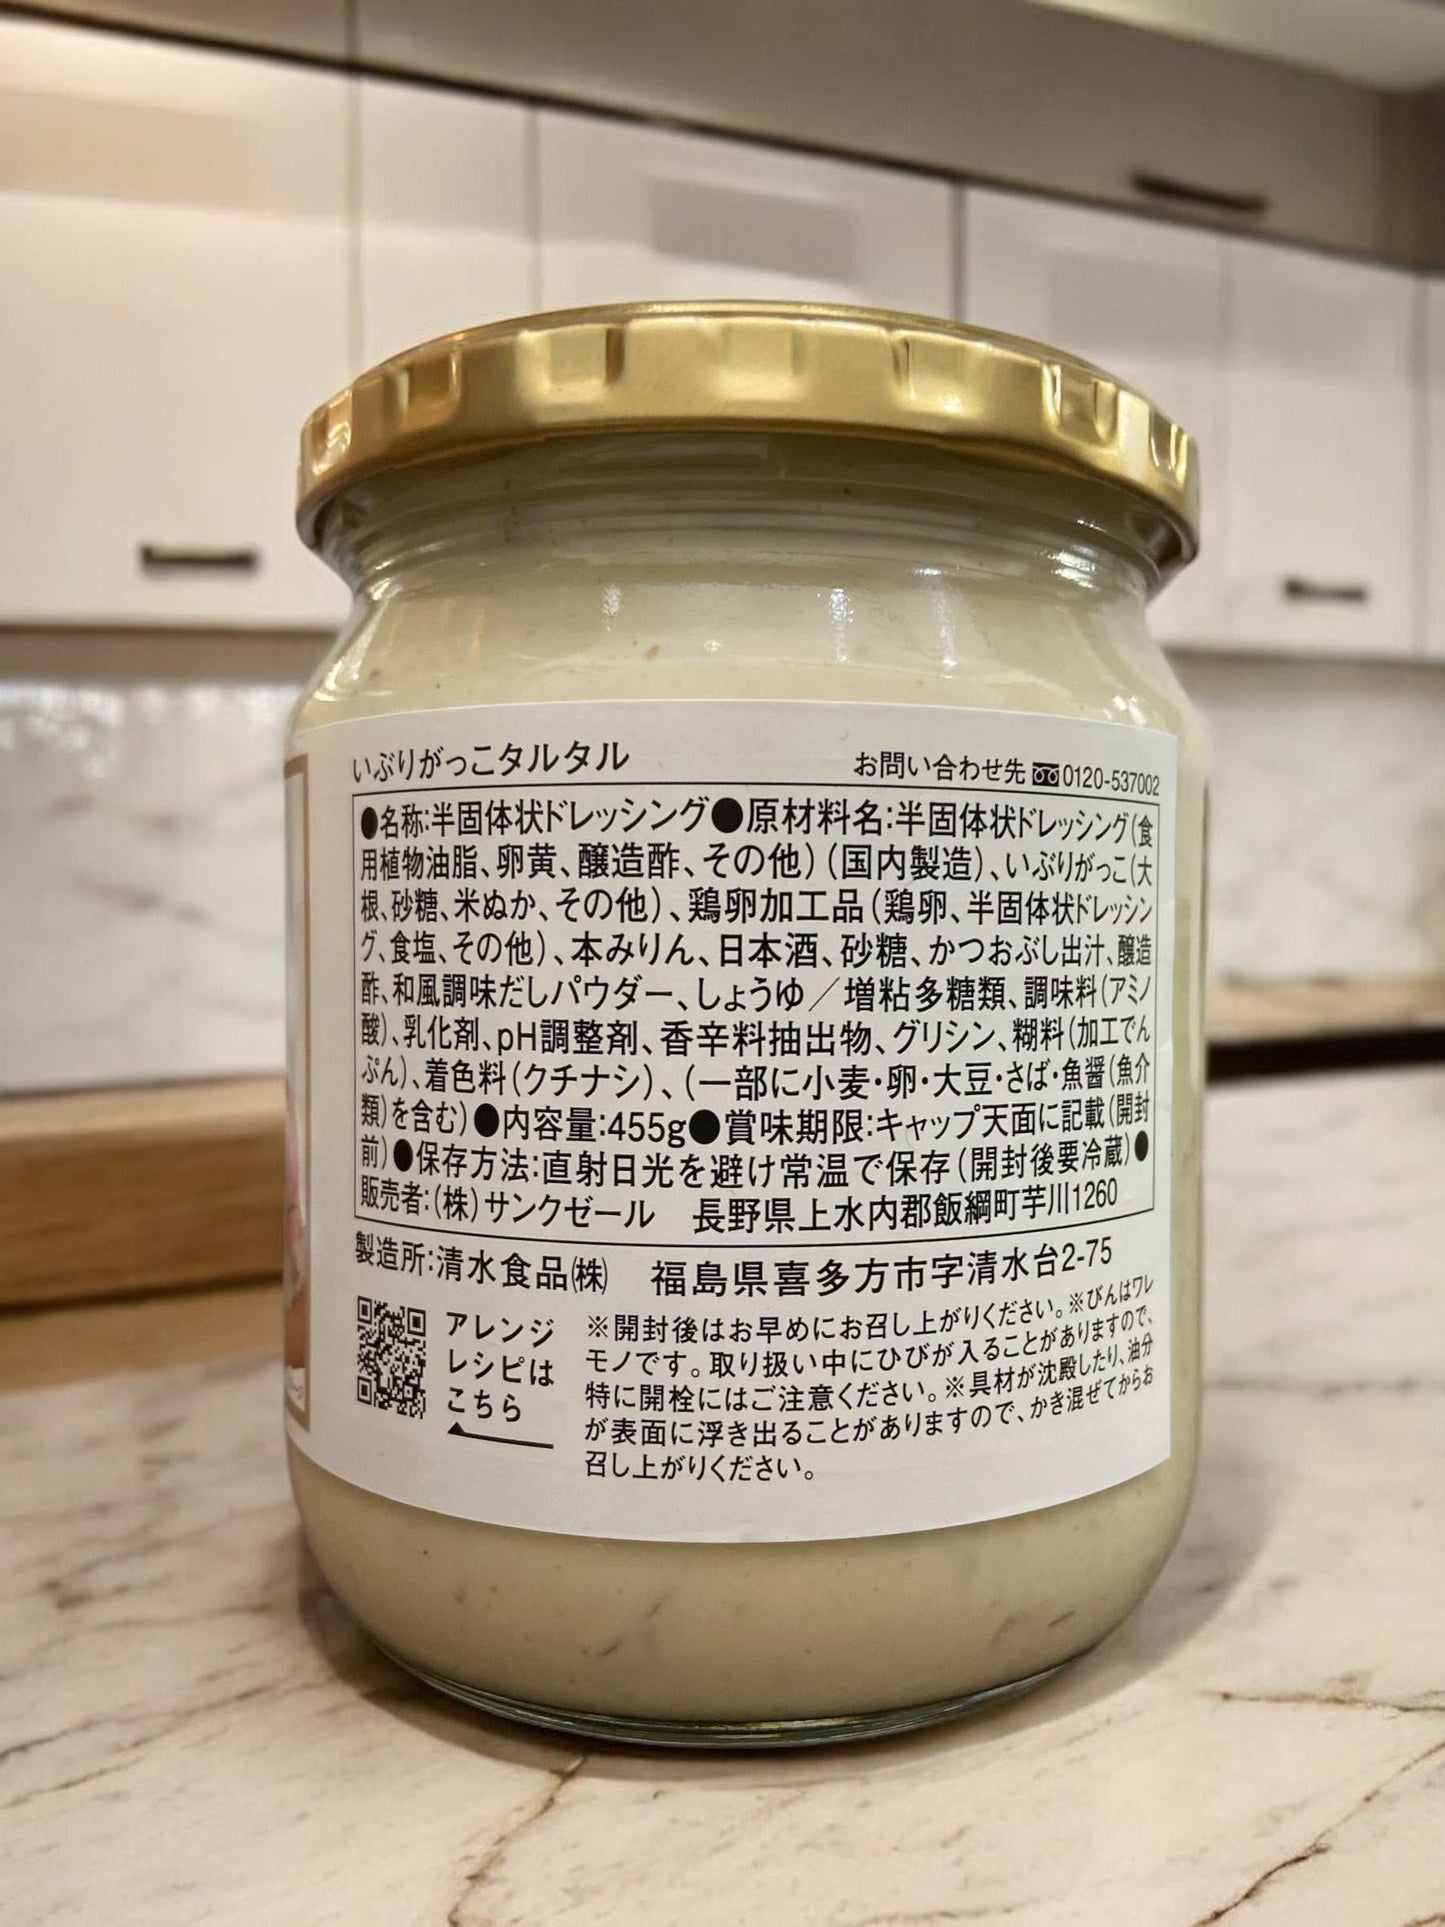 いぶりがっこタルタル
お問い合わせ先 0120-537002
●名称:半固体状ドレッシング●原材料名:半固体状ドレッシング(食
用植物油脂、卵黄、醸造酢、その他)(国内製造)、いぶりがっこ(大
根、砂糖、米ぬか、その他)、鶏卵加工品(鶏卵、半固体状ドレッシン
グ、食塩、その他)、本みりん、日本酒、砂糖、かつおぶし出汁、醸造
酢、和風調味だしパウダー、しょうゆ／増粘多糖類、調味料(アミノ
酸)、乳化剤、pH調整剤、香辛料抽出物、グリシン、糊料(加工でん
ぷん)、着色料(クチナシ)、(一部に小麦・卵・大豆・さば・魚醤(魚介
類)を含む)●内容量:455g●賞味期限:キャップ天面に記載(開封
前)●保存方法:直射日光を避け常温で保存(開封後要冷蔵)●
販売者:(株)サンクゼール 長野県上水内郡飯綱町芋川1260
製造所:清水食品㈱ 福島県喜多方市字清水台2-75
アレンジ
レシピは
こちら
※開封後はお早めにお召し上がりください。※びんはワレ
モノです。取り扱い中にひびが入ることがありますので、
特に開栓にはご注意ください。※具材が沈殿したり、油分
が表面に浮き出ることがありますので、かき混ぜてからお
召し上がりください。